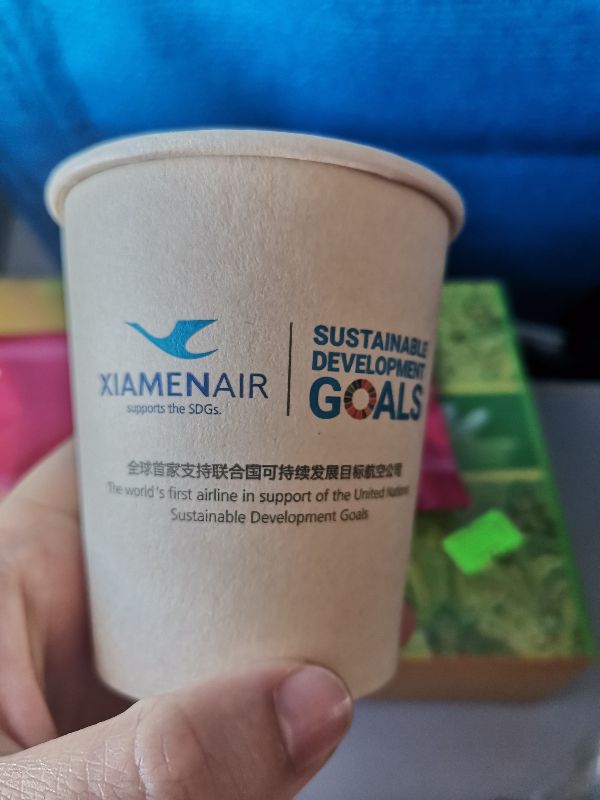 XIAMENAIR
supports the SDGs.
SUSTAINABLE
DEVELOPMENT
GOALS
全球首家支持联合国可持续发展目标航空公司
The world's first airline in support of the United Nations
Sustainable Development Goals